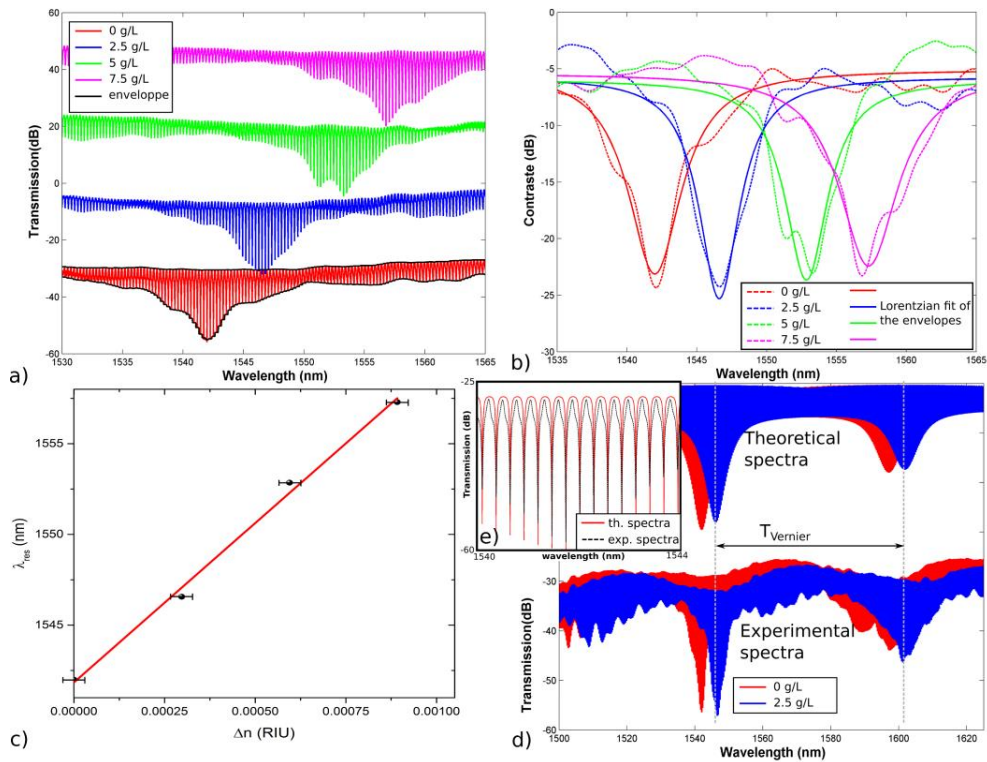 a)
60
40
20
0
-20
-40
-60
Transmission(dB)
0 g/L
2.5 g/L
5 g/L
7.5 g/L
enveloppe
1530
1535
1540
1545
1550
1555
1560
1565
Wavelength (nm)
b)
0
-5
-10
-15
-20
-25
-30
Contraste (dB)
0 g/L
2.5 g/L
5 g/L
7.5 g/L
Lorentzian fit of
the envelopes
1535
1540
1545
1550
1555
1560
1565
Wavelength (nm)
c)
1555
1550
1545
λres (nm)
0.00000
0.00025
0.00050
0.00075
0.00100
Δn (RIU)
e)
-25
-60
Transmission (dB)
th. spectra
exp. spectra
1540
1544
wavelength (nm)
d)
Theoretical
spectra
TVernier
-30
-40
-50
-60
Transmission(dB)
Experimental
spectra
0 g/L
2.5 g/L
1500
1520
1540
1560
1580
1600
1620
Wavelength (nm)